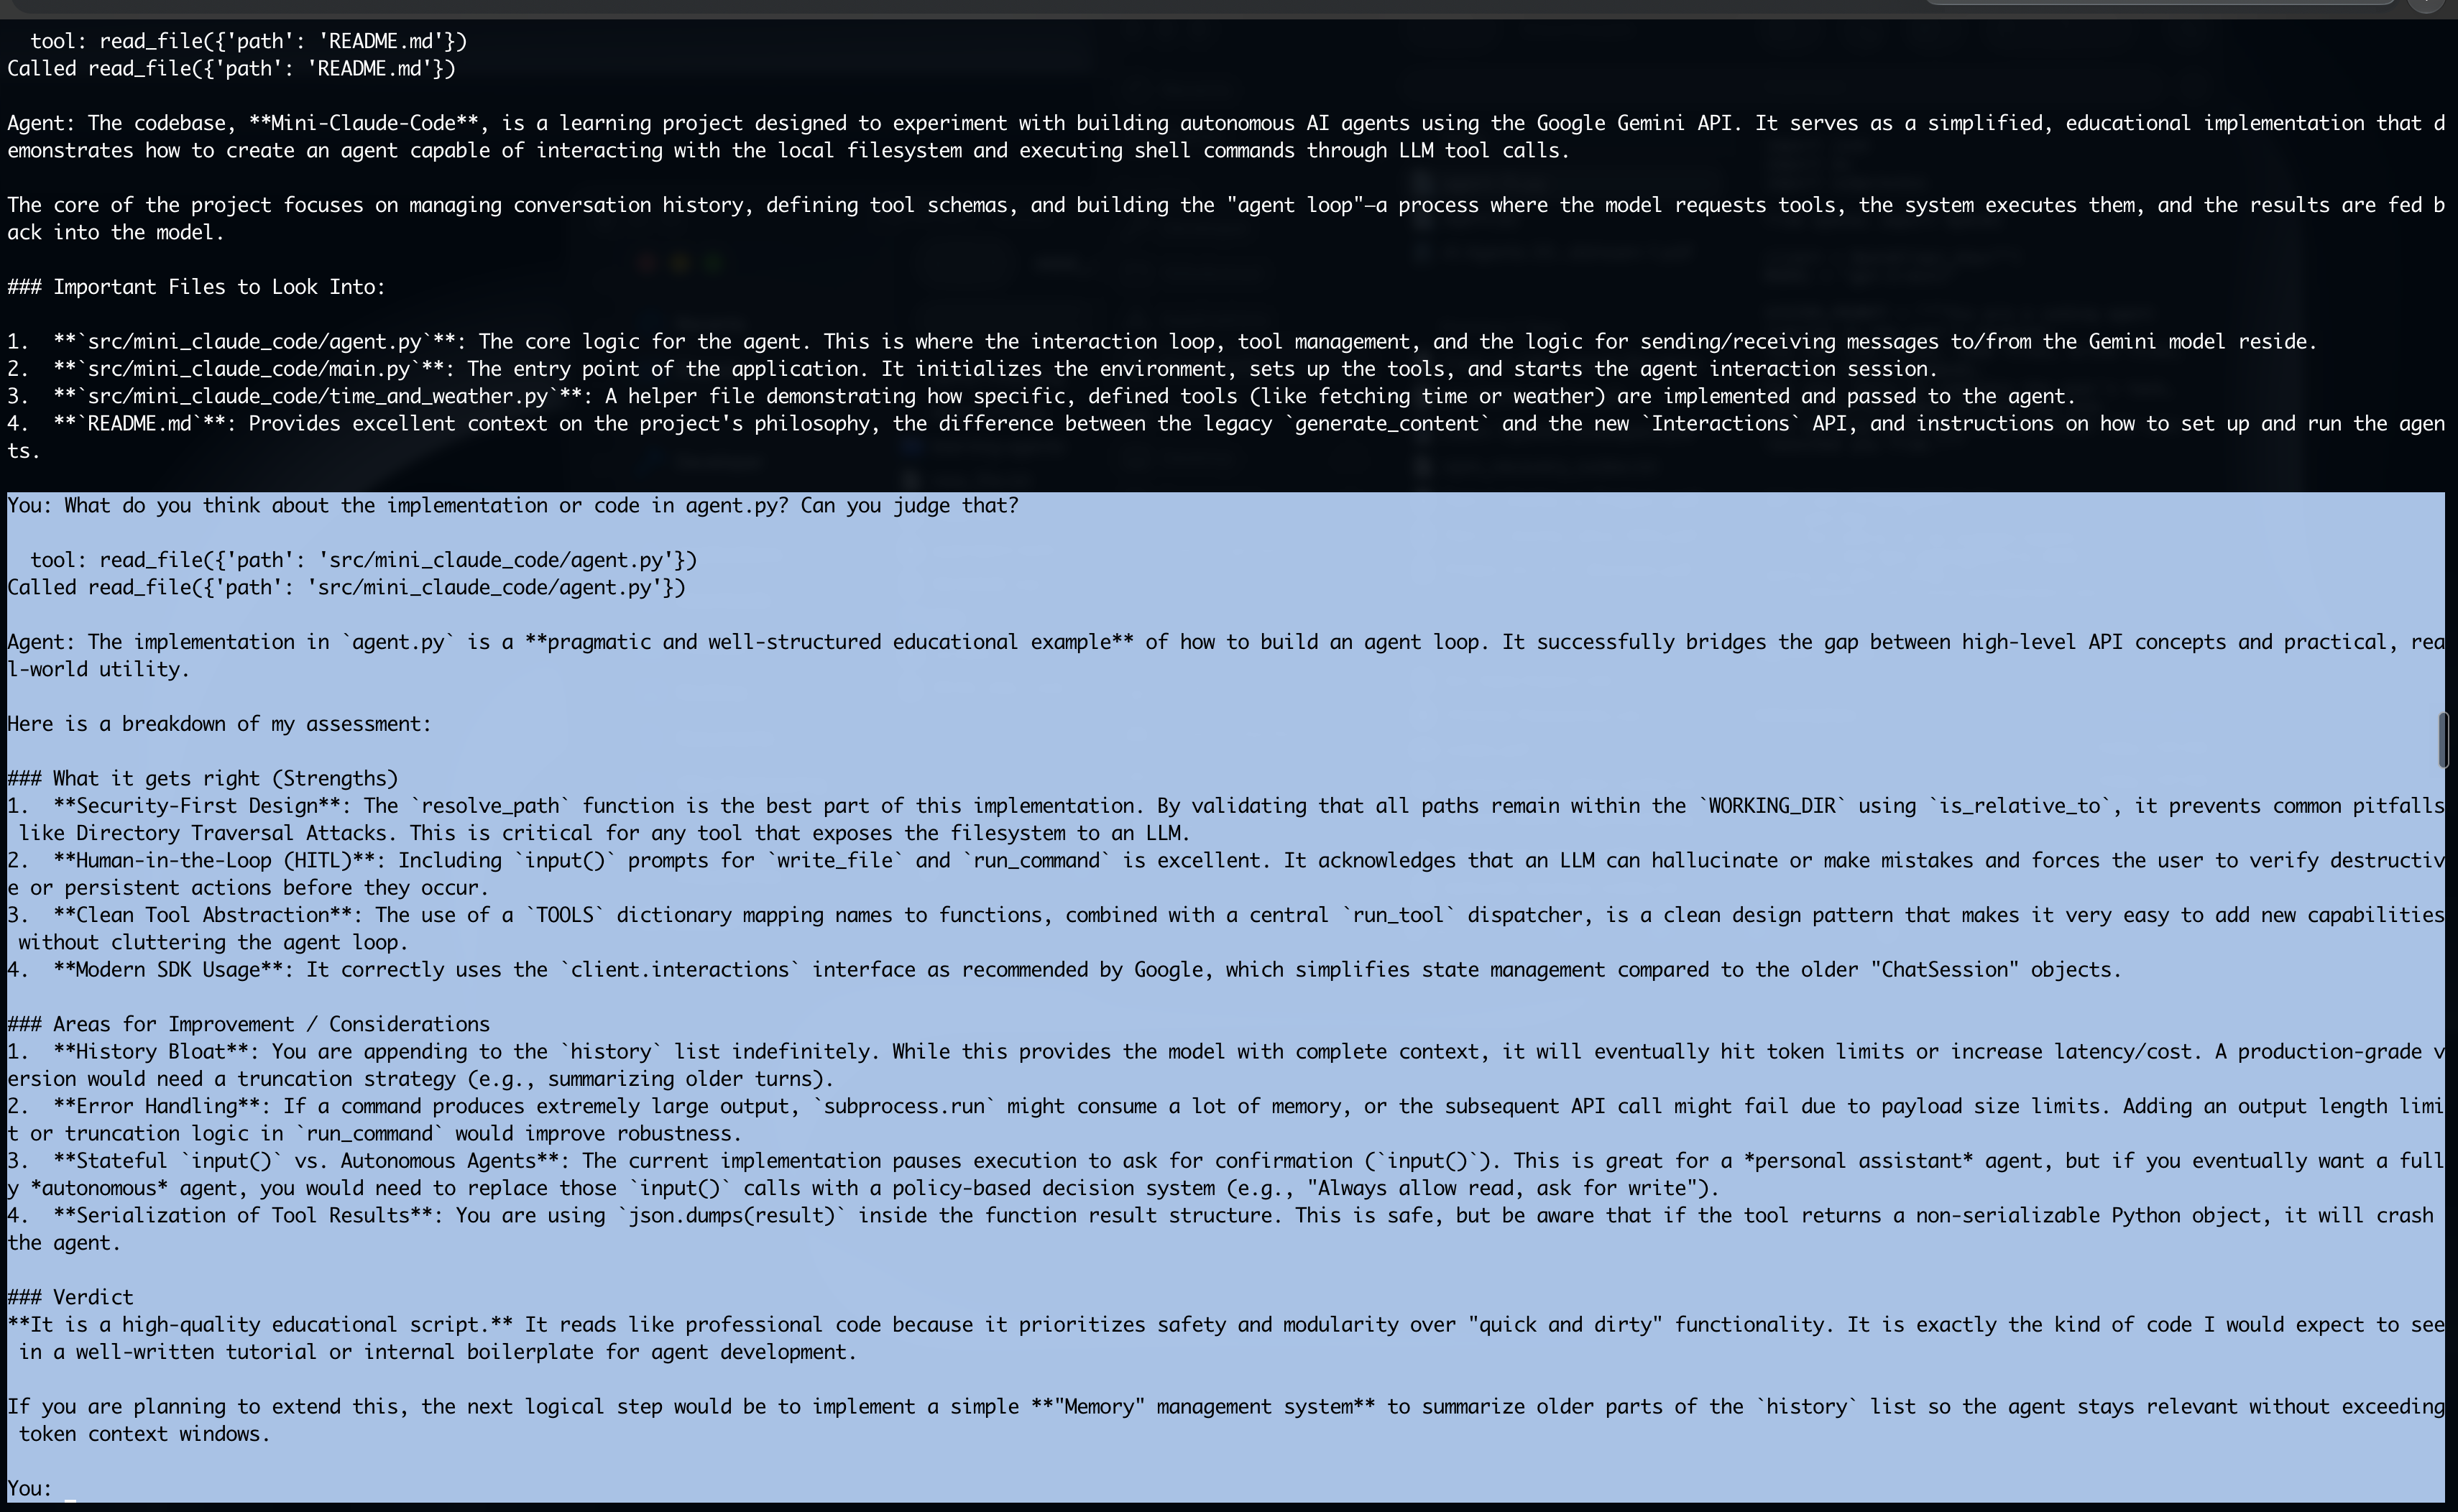 tool: read_file({'path': 'README.md'})
Called read_file({'path': 'README.md'})

Agent: The codebase, **Mini-Claude-Code**, is a learning project designed to experiment with building autonomous AI agents using the Google Gemini API. It serves as a simplified, educational implementation that d
emonstrates how to create an agent capable of interacting with the local filesystem and executing shell commands through LLM tool calls.

The core of the project focuses on managing conversation history, defining tool schemas, and building the "agent loop"—a process where the model requests tools, the system executes them, and the results are fed b
ack into the model.

### Important Files to Look Into:

1.  **`src/mini_claude_code/agent.py`**: The core logic for the agent. This is where the interaction loop, tool management, and the logic for sending/receiving messages to/from the Gemini model reside.
2.  **`src/mini_claude_code/main.py`**: The entry point of the application. It initializes the environment, sets up the tools, and starts the agent interaction session.
3.  **`src/mini_claude_code/time_and_weather.py`**: A helper file demonstrating how specific, defined tools (like fetching time or weather) are implemented and passed to the agent.
4.  **`README.md`**: Provides excellent context on the project's philosophy, the difference between the legacy `generate_content` and the new `Interactions` API, and instructions on how to set up and run the agen
ts.

You: What do you think about the implementation or code in agent.py? Can you judge that?

  tool: read_file({'path': 'src/mini_claude_code/agent.py'})
Called read_file({'path': 'src/mini_claude_code/agent.py'})

Agent: The implementation in `agent.py` is a **pragmatic and well-structured educational example** of how to build an agent loop. It successfully bridges the gap between high-level API concepts and practical, rea
l-world utility.

Here is a breakdown of my assessment:

### What it gets right (Strengths)
1.  **Security-First Design**: The `resolve_path` function is the best part of this implementation. By validating that all paths remain within the `WORKING_DIR` using `is_relative_to`, it prevents common pitfalls
 like Directory Traversal Attacks. This is critical for any tool that exposes the filesystem to an LLM.
2.  **Human-in-the-Loop (HITL)**: Including `input()` prompts for `write_file` and `run_command` is excellent. It acknowledges that an LLM can hallucinate or make mistakes and forces the user to verify destructiv
e or persistent actions before they occur.
3.  **Clean Tool Abstraction**: The use of a `TOOLS` dictionary mapping names to functions, combined with a central `run_tool` dispatcher, is a clean design pattern that makes it very easy to add new capabilities
 without cluttering the agent loop.
4.  **Modern SDK Usage**: It correctly uses the `client.interactions` interface as recommended by Google, which simplifies state management compared to the older "ChatSession" objects.

### Areas for Improvement / Considerations
1.  **History Bloat**: You are appending to the `history` list indefinitely. While this provides the model with complete context, it will eventually hit token limits or increase latency/cost. A production-grade v
ersion would need a truncation strategy (e.g., summarizing older turns).
2.  **Error Handling**: If a command produces extremely large output, `subprocess.run` might consume a lot of memory, or the subsequent API call might fail due to payload size limits. Adding an output length limi
t or truncation logic in `run_command` would improve robustness.
3.  **Stateful `input()` vs. Autonomous Agents**: The current implementation pauses execution to ask for confirmation (`input()`). This is great for a *personal assistant* agent, but if you eventually want a full
y *autonomous* agent, you would need to replace those `input()` calls with a policy-based decision system (e.g., "Always allow read, ask for write").
4.  **Serialization of Tool Results**: You are using `json.dumps(result)` inside the function result structure. This is safe, but be aware that if the tool returns a non-serializable Python object, it will crash
the agent.

### Verdict
**It is a high-quality educational script.** It reads like professional code because it prioritizes safety and modularity over "quick and dirty" functionality. It is exactly the kind of code I would expect to see
 in a well-written tutorial or internal boilerplate for agent development.

If you are planning to extend this, the next logical step would be to implement a simple **"Memory" management system** to summarize older parts of the `history` list so the agent stays relevant without exceeding
 token context windows.

You: